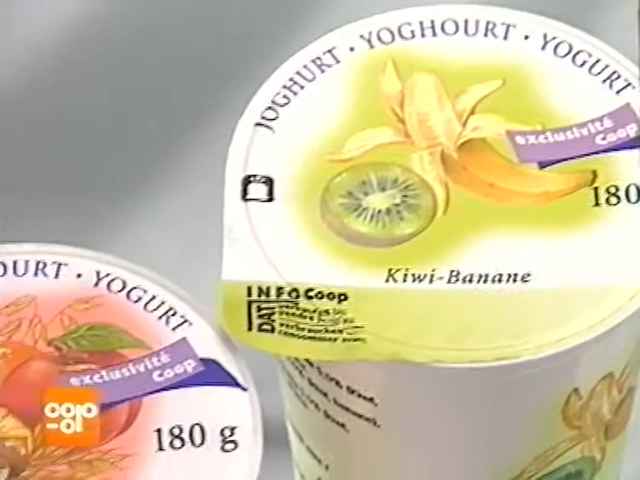 JOGHURT · YOGHOURT · YOGURT
exclusivité
Coop
180
Kiwi-Banane
INFO Coop
DAT
OURT · YOGURT
exclusivité
Coop
180 g